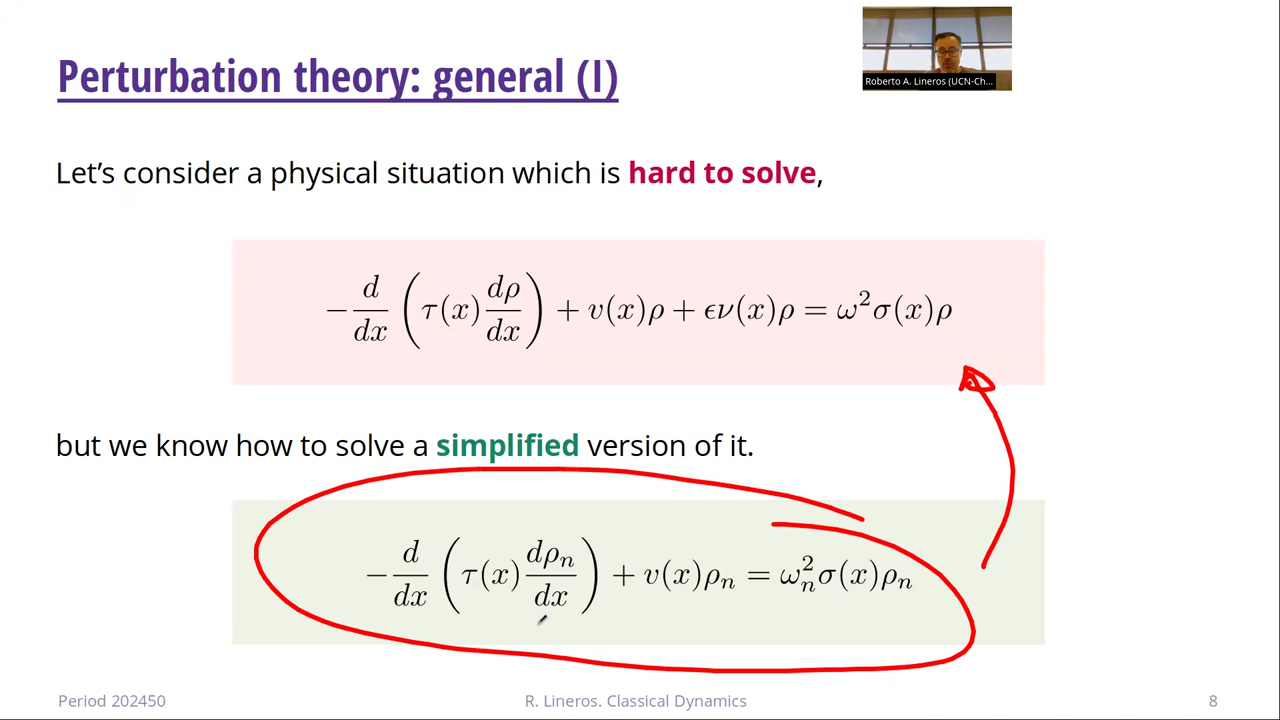 Perturbation theory: general (I)
Roberto A. Lineros (UCN-Ch...
Let's consider a physical situation which is hard to solve,
−d/dx (τ(x) dρ/dx) + v(x)ρ + ϵν(x)ρ = ω²σ(x)ρ
but we know how to solve a simplified version of it.
−d/dx (τ(x) dρₙ/dx) + v(x)ρₙ = ωₙ²σ(x)ρₙ
Period 202450
R. Lineros. Classical Dynamics
8